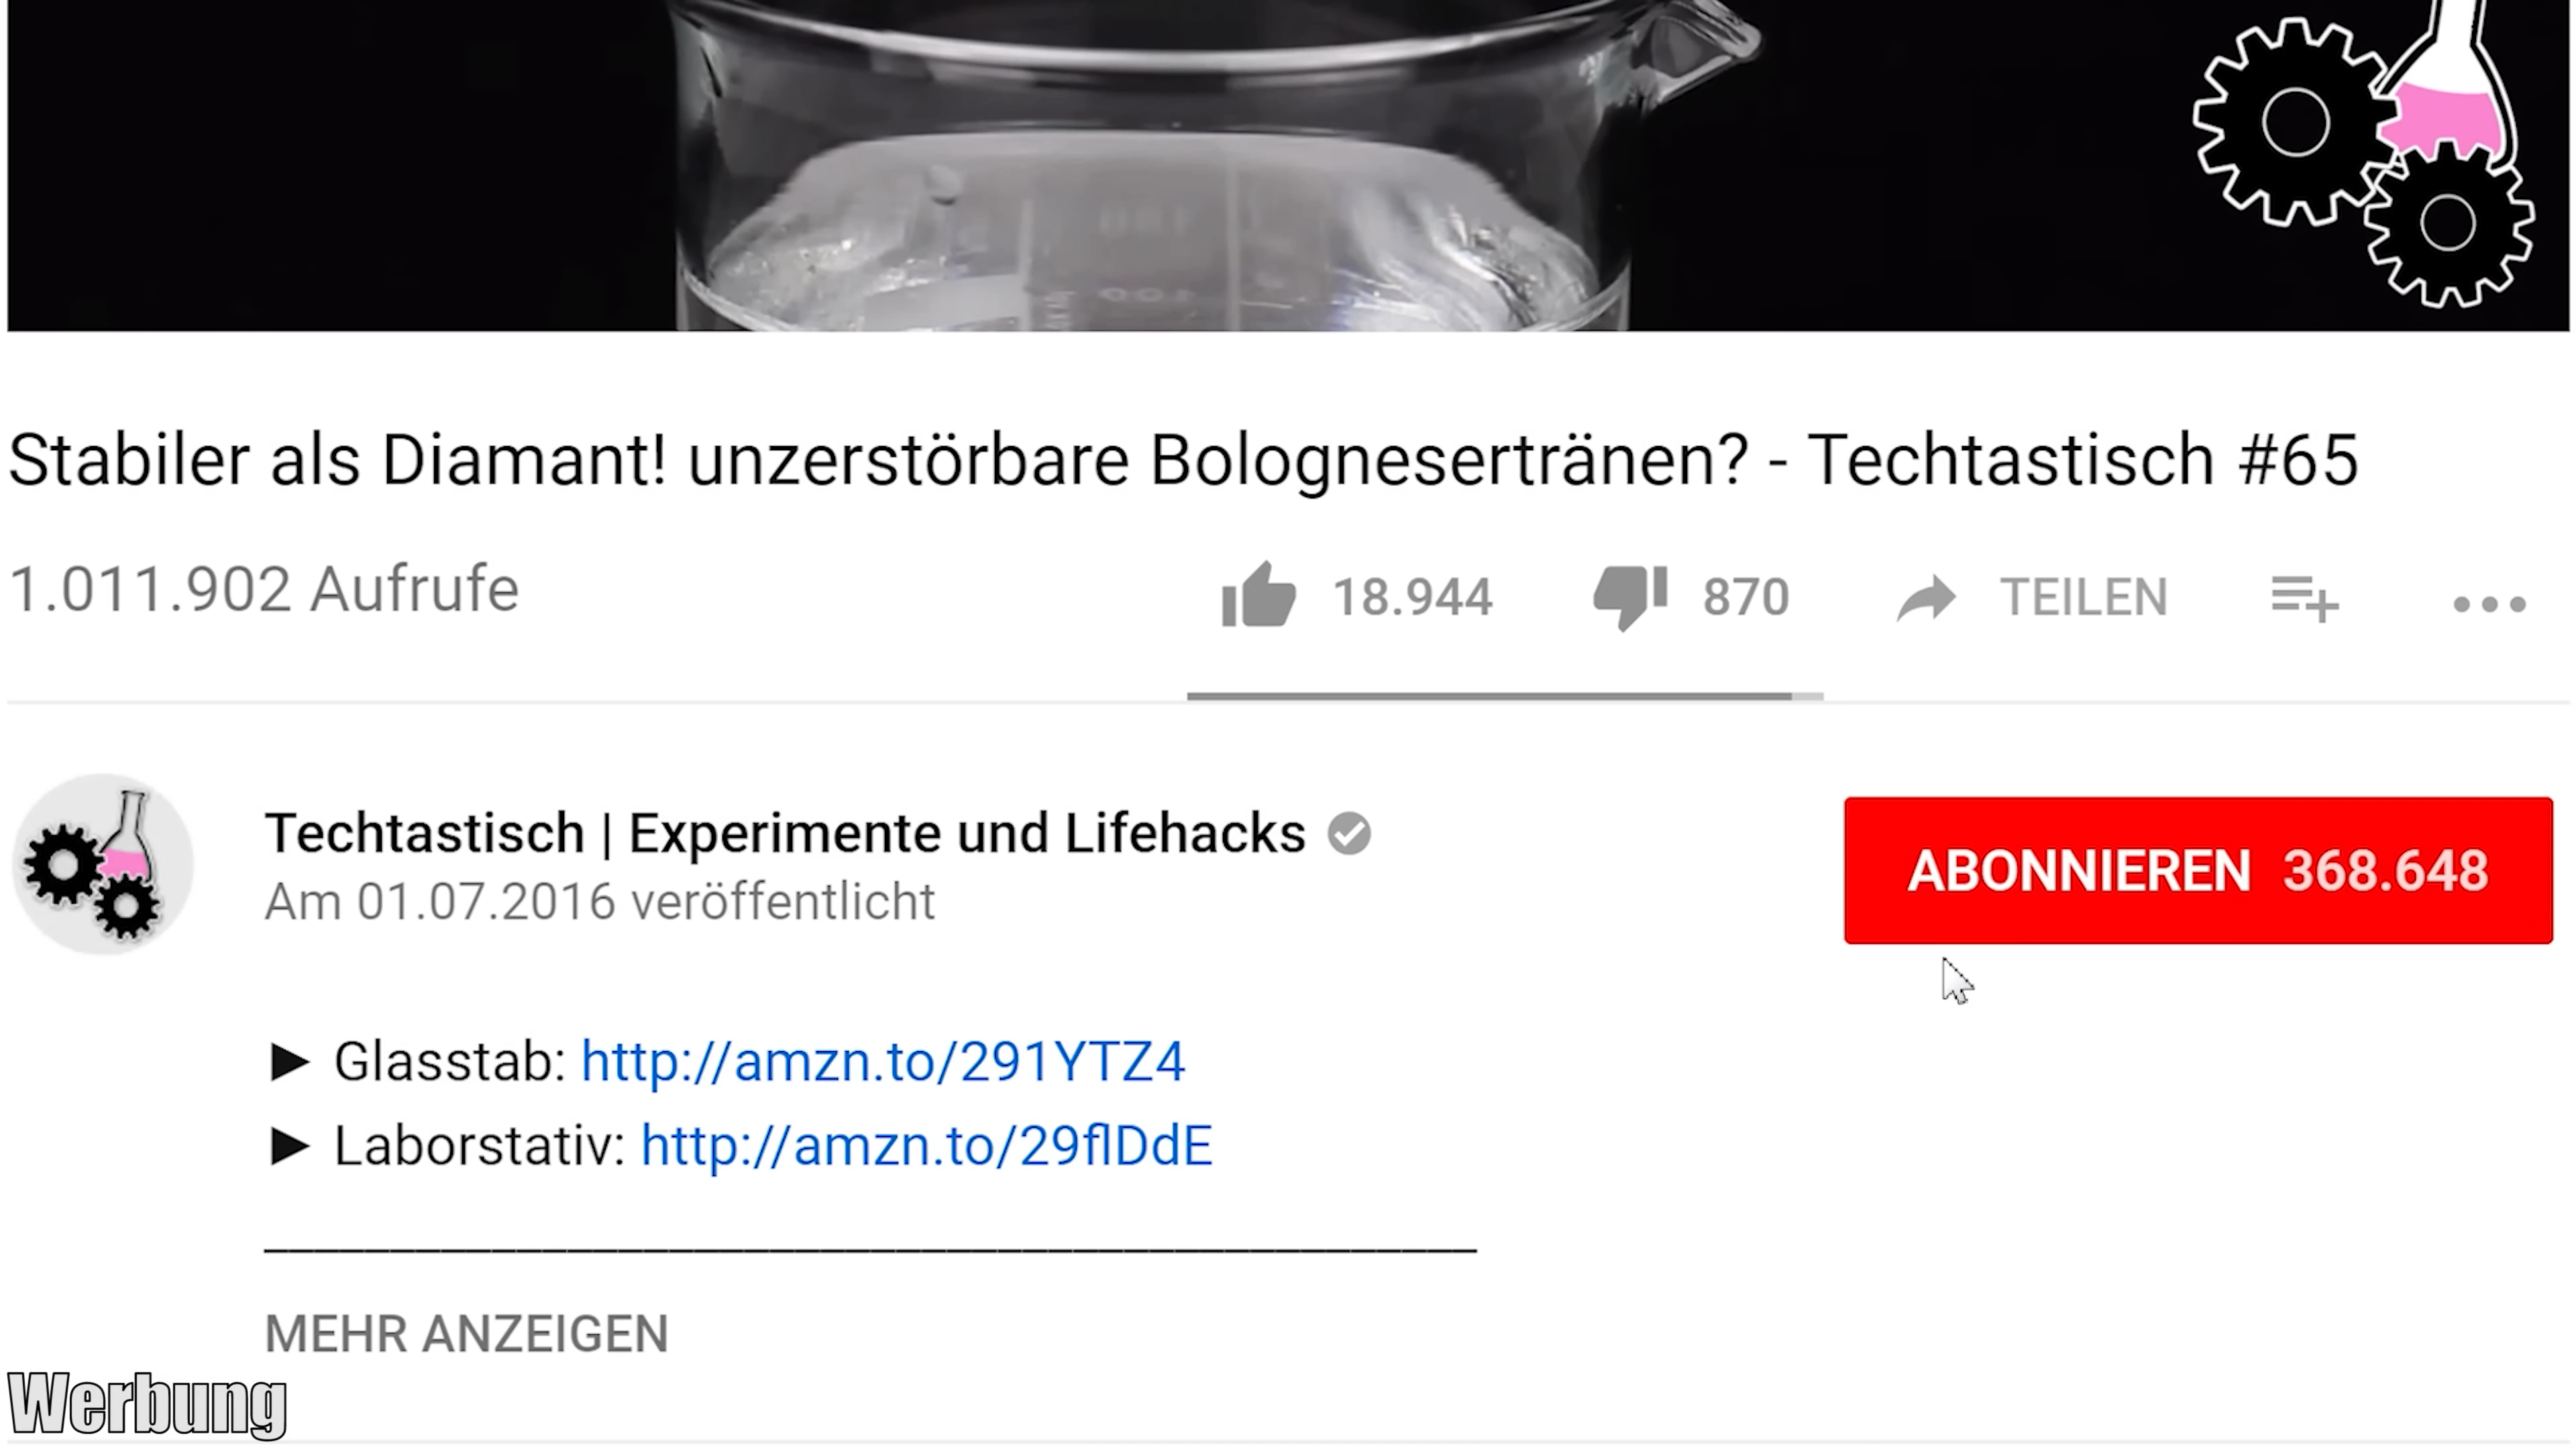 Stabiler als Diamant! unzerstörbare Bolognesertränen? - Techtastisch #65
1.011.902 Aufrufe
18.944 870 TEILEN
Techtastisch | Experimente und Lifehacks
Am 01.07.2016 veröffentlicht
ABONNIEREN 368.648
► Glasstab: http://amzn.to/291YTZ4
► Laborstativ: http://amzn.to/29flDdE
MEHR ANZEIGEN
Werbung